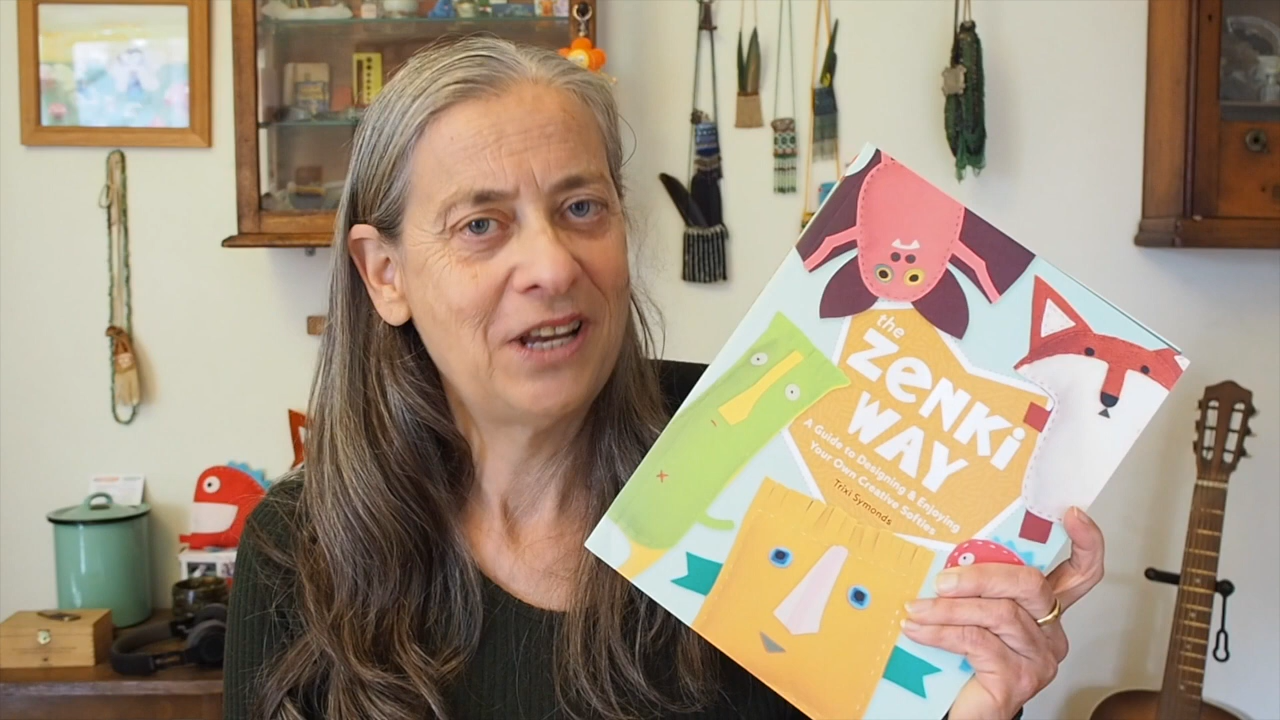 the
ZeNKi
WAY
A Guide to Designing & Enjoying
Your Own Creative Softies
Trixi Symonds